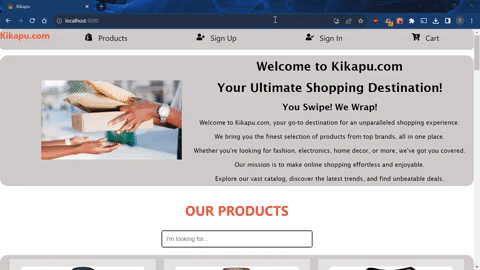 Kikapu.com
localhost:3000
Kikapu.com
Products
Sign Up
Sign In
Cart
Welcome to Kikapu.com
Your Ultimate Shopping Destination!
You Swipe! We Wrap!
Welcome to Kikapu.com, your go-to destination for an unparalleled shopping experience.
We bring you the finest selection of products from top brands, all in one place.
Whether you're looking for fashion, electronics, home decor, or more, we've got you covered.
Our mission is to make online shopping effortless and enjoyable.
Explore our vast catalog, discover the latest trends, and find unbeatable deals.
OUR PRODUCTS
I'm looking for...